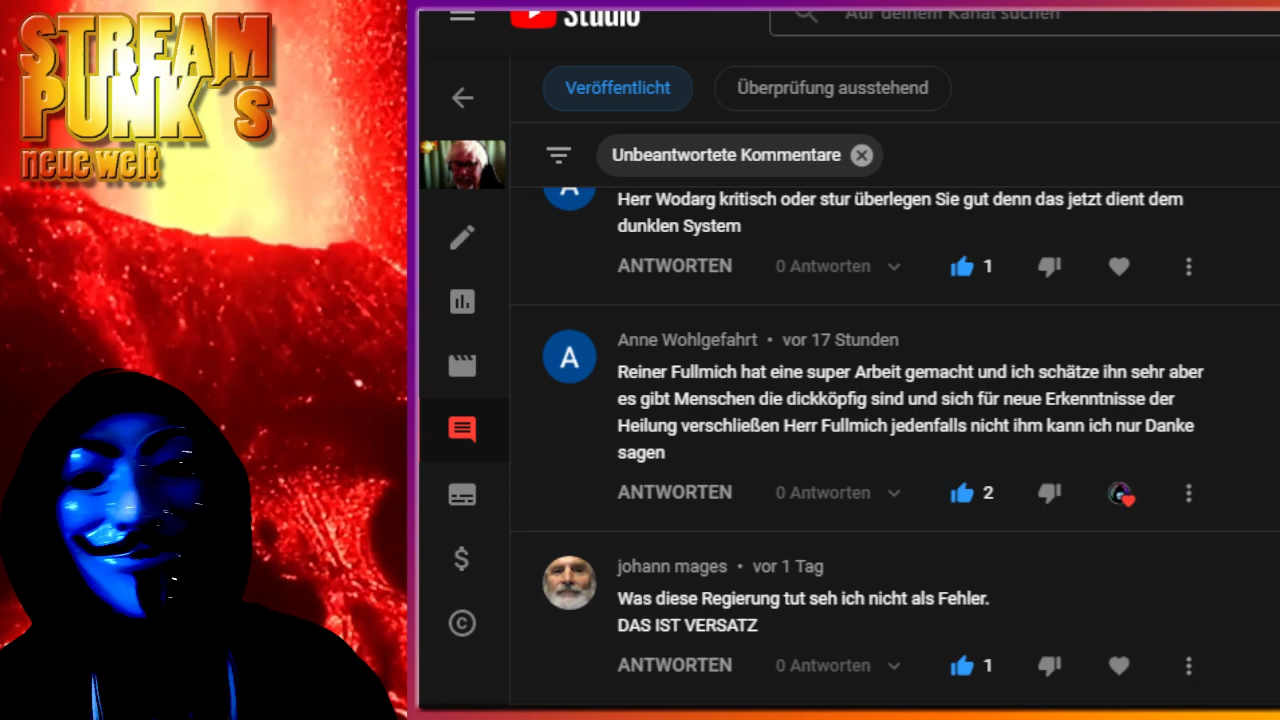 STREAM
PUNK´s
neue welt
Studio
Auf deinem Kanal suchen
Veröffentlicht
Überprüfung ausstehend
Unbeantwortete Kommentare
A
Herr Wodarg kritisch oder stur überlegen Sie gut denn das jetzt dient dem
dunklen System
ANTWORTEN 0 Antworten 1
A
Anne Wohlgefahrt • vor 17 Stunden
Reiner Fullmich hat eine super Arbeit gemacht und ich schätze ihn sehr aber
es gibt Menschen die dickköpfig sind und sich für neue Erkenntnisse der
Heilung verschließen Herr Fullmich jedenfalls nicht ihm kann ich nur Danke
sagen
ANTWORTEN 0 Antworten 2
johann mages • vor 1 Tag
Was diese Regierung tut seh ich nicht als Fehler.
DAS IST VERSATZ
ANTWORTEN 0 Antworten 1